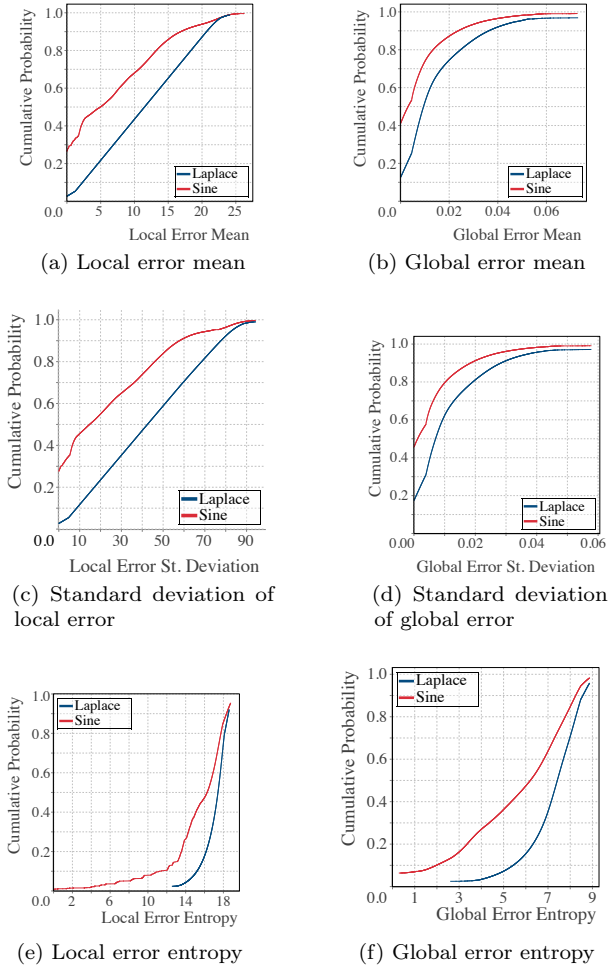 Cumulative Probability
1.0
0.8
0.6
0.4
0.2
0.0
5
10
15
20
25
Laplace
Sine
Local Error Mean
(a) Local error mean
Cumulative Probability
1.0
0.8
0.6
0.4
0.2
0.0
0.02
0.04
0.06
Laplace
Sine
Global Error Mean
(b) Global error mean
Cumulative Probability
1.0
0.8
0.6
0.4
0.2
0.0
10
30
50
70
90
Laplace
Sine
Local Error St. Deviation
(c) Standard deviation of
local error
Cumulative Probability
1.0
0.8
0.6
0.4
0.2
0.00
0.02
0.04
0.06
Laplace
Sine
Global Error St. Deviation
(d) Standard deviation
of global error
Cumulative Probability
1.0
0.8
0.6
0.4
0.2
0.0
2
6
10
14
18
Laplace
Sine
Local Error Entropy
(e) Local error entropy
Cumulative Probability
1.0
0.8
0.6
0.4
0.2
0.0
1
3
5
7
9
Laplace
Sine
Global Error Entropy
(f) Global error entropy